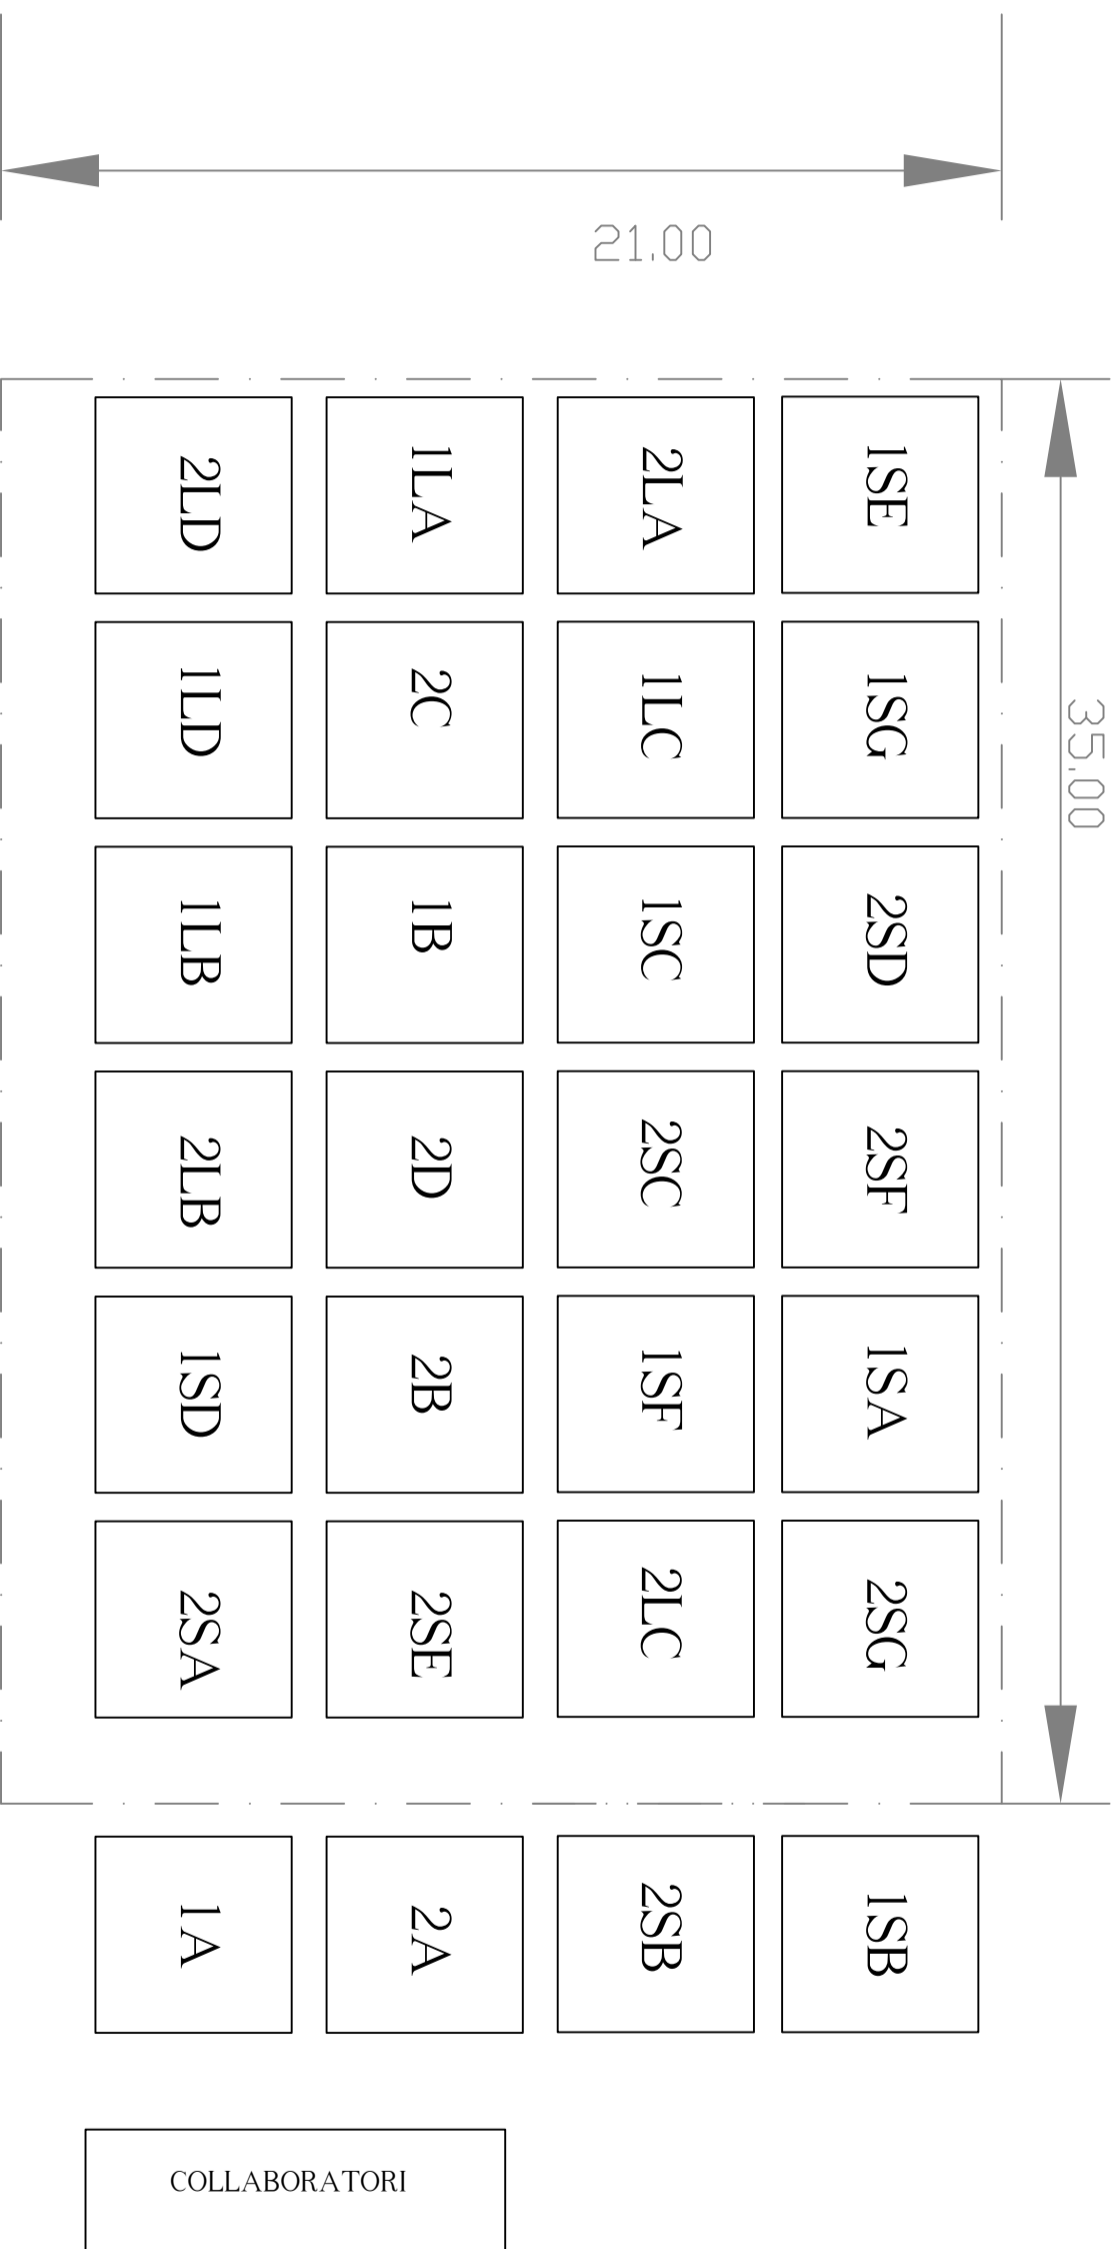 21.00
35.00
2LD
1LA
2LA
1SE
1LD
2C
1LC
1SG
1LB
1B
1SC
2SD
2LB
2D
2SC
2SF
1SD
2B
1SF
1SA
2SA
2SE
2LC
2SG
1A
2A
2SB
1SB
COLLABORATORI